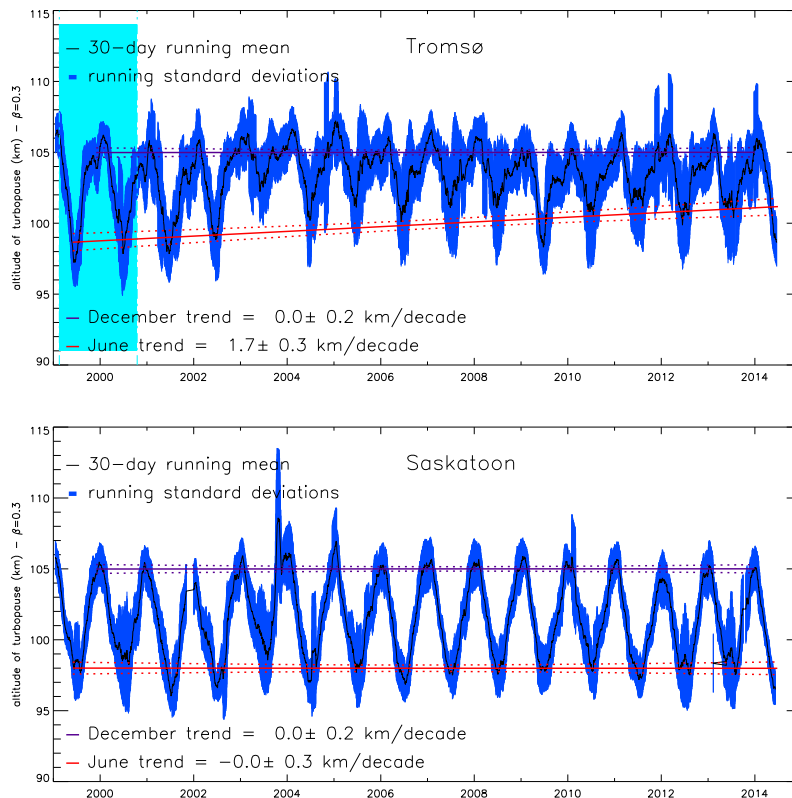 115
30-day running mean
Tromsø
110
running standard deviations
105
altitude of turbopause (km) - β=0.3
100
95
December trend =  0.0± 0.2 km/decade
June trend =  1.7± 0.3 km/decade
90
2000 2002 2004 2006 2008 2010 2012 2014
115
30-day running mean
Saskatoon
running standard deviations
110
105
altitude of turbopause (km) - β=0.3
100
95
December trend =  0.0± 0.2 km/decade
June trend = -0.0± 0.3 km/decade
90
2000 2002 2004 2006 2008 2010 2012 2014